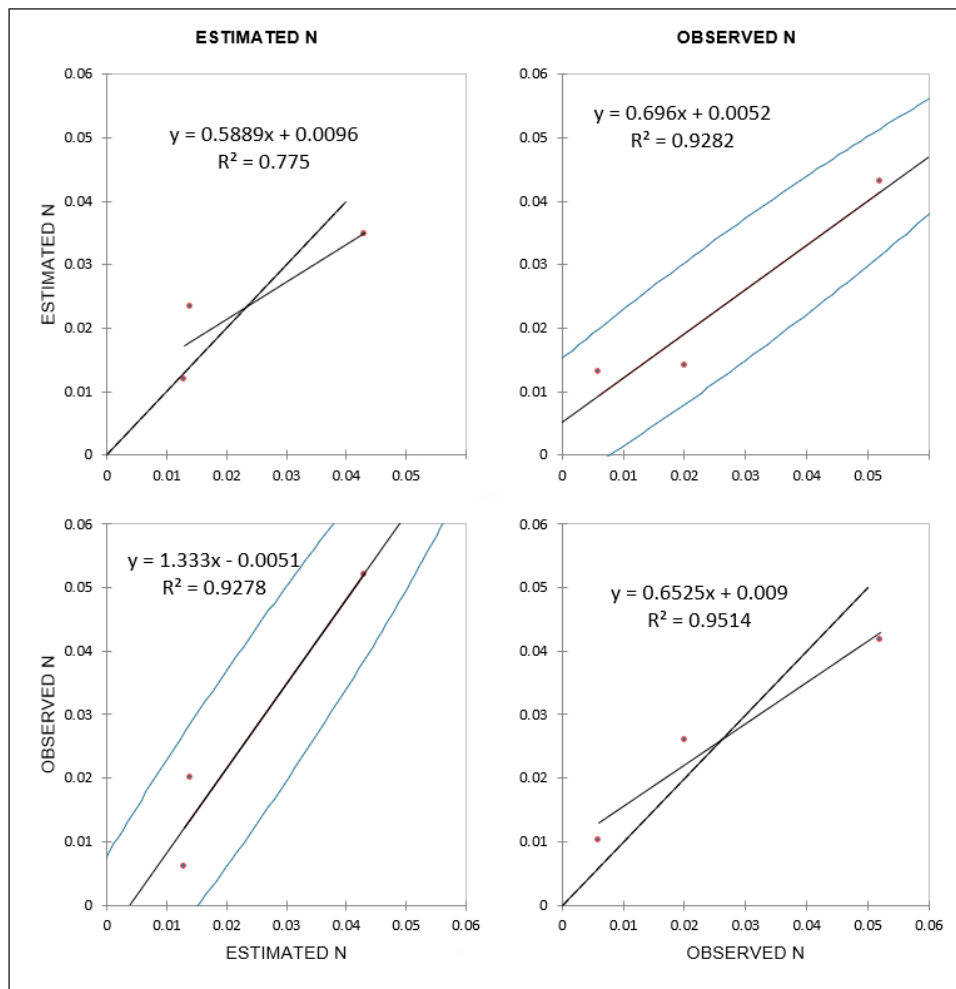 ESTIMATED N
OBSERVED N
ESTIMATED N
0.06
0.05
0.04
0.03
0.02
0.01
0
y = 0.5889x + 0.0096
R² = 0.775
0 0.01 0.02 0.03 0.04 0.05
0.06
0.05
0.04
0.03
0.02
0.01
0
y = 0.696x + 0.0052
R² = 0.9282
0 0.01 0.02 0.03 0.04 0.05
OBSERVED N
0.06
0.05
0.04
0.03
0.02
0.01
0
y = 1.333x - 0.0051
R² = 0.9278
0 0.01 0.02 0.03 0.04 0.05 0.06
ESTIMATED N
0.06
0.05
0.04
0.03
0.02
0.01
0
y = 0.6525x + 0.009
R² = 0.9514
0 0.01 0.02 0.03 0.04 0.05 0.06
OBSERVED N